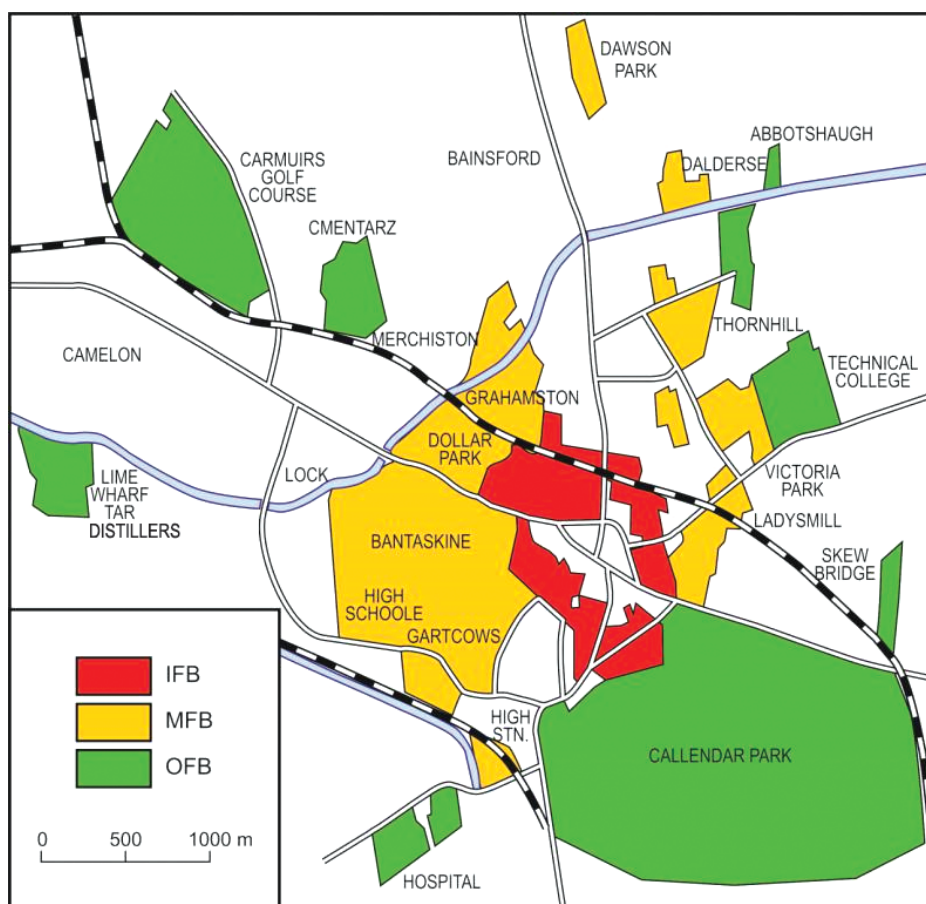 DAWSON
PARK
ABBOTSHAUGH
BAINSFORD
DALDERSE
CARMUIRS
GOLF
COURSE
CMENTARZ
MERCHISTON
THORNHILL
CAMELON
TECHNICAL
COLLEGE
GRAHAMSTON
DOLLAR
PARK
LOCK
LIME
WHARF
TAR
DISTILLERS
VICTORIA
PARK
LADYSMILL
BANTASKINE
SKEW
BRIDGE
HIGH
SCHOOLE
GARTCOWS
IFB
MFB
OFB
HIGH
STN.
CALLENDAR PARK
0 500 1000 m
HOSPITAL